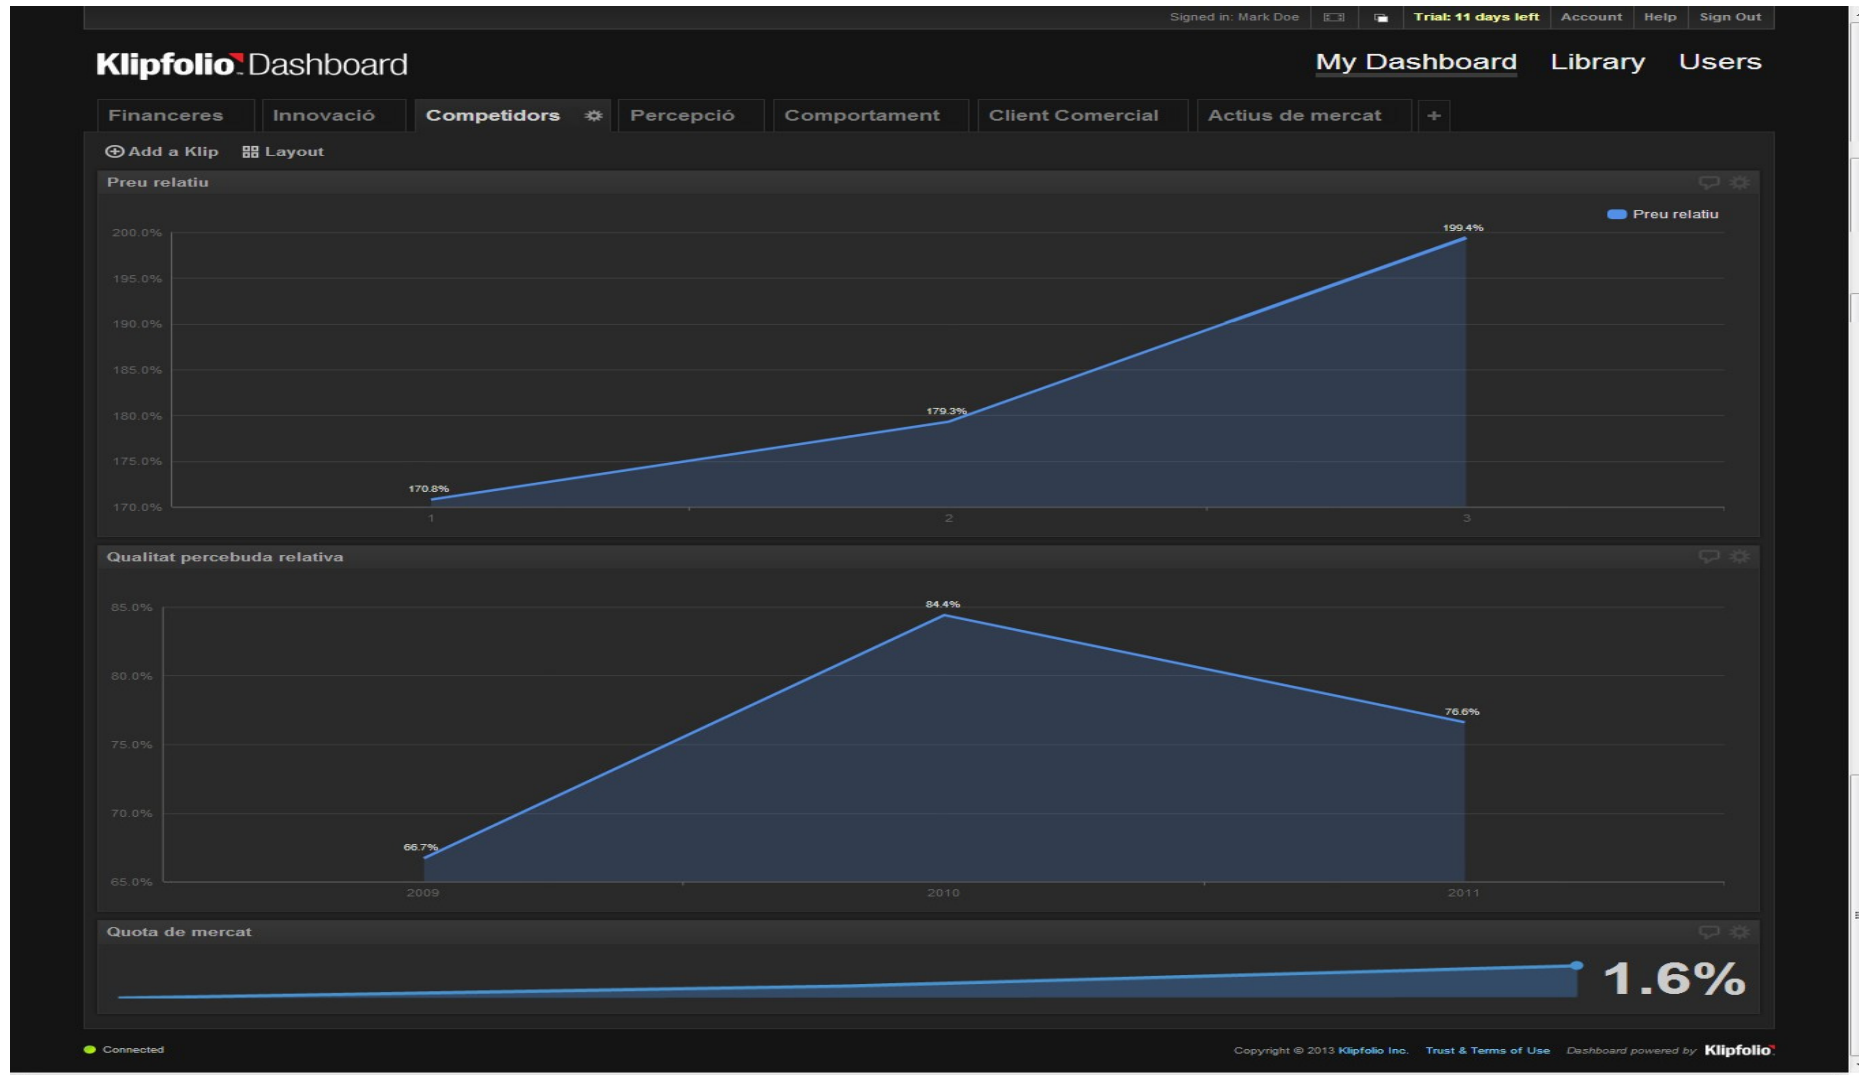 Signed in: Mark Doe Trial: 11 days left Account Help Sign Out
Klipfolio Dashboard
My Dashboard Library Users
Financeres Innovació Competidors Percepció Comportament Client Comercial Actius de mercat +
Add a Klip Layout
Preu relatiu
Preu relatiu
200.0%
199.4%
195.0%
190.0%
185.0%
180.0%
179.3%
175.0%
170.8%
170.0%
1 2 3
Qualitat percebuda relativa
85.0%
84.4%
80.0%
76.6%
75.0%
70.0%
66.7%
65.0%
2009 2010 2011
Quota de mercat
1.6%
Connected
Copyright © 2013 Klipfolio Inc. Trust & Terms of Use Dashboard powered by Klipfolio